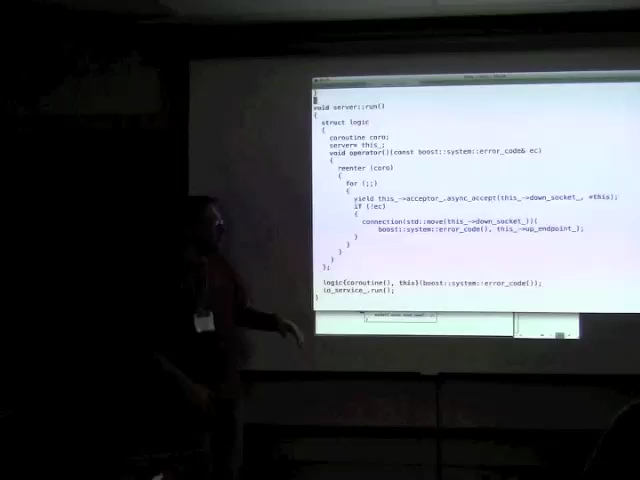 }
void server::run()
{
struct logic
{
coroutine coro;
server* this_;
void operator()(const boost::system::error_code& ec)
{
reenter (coro)
{
for (;;)
{
yield this_->acceptor_.async_accept(this_->down_socket_, *this);
if (!ec)
{
connection(std::move(this_->down_socket_))(
boost::system::error_code(), this_->up_endpoint_);
}
}
}
}
};
logic{coroutine(), this}(boost::system::error_code());
io_service_.run();
}